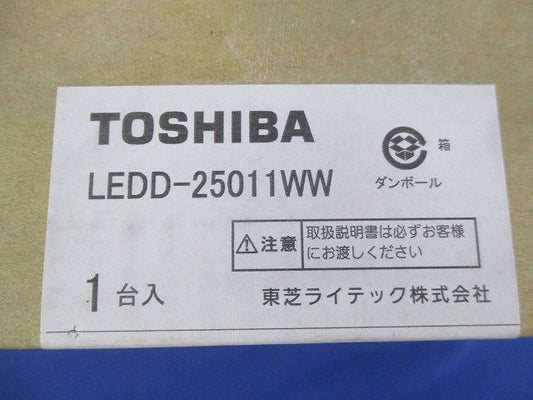 TOSHIBA
LEDD-25011WW
箱
ダンボール
注意
取扱説明書は必ずお客様
にお渡しください
1台入
東芝ライテック株式会社